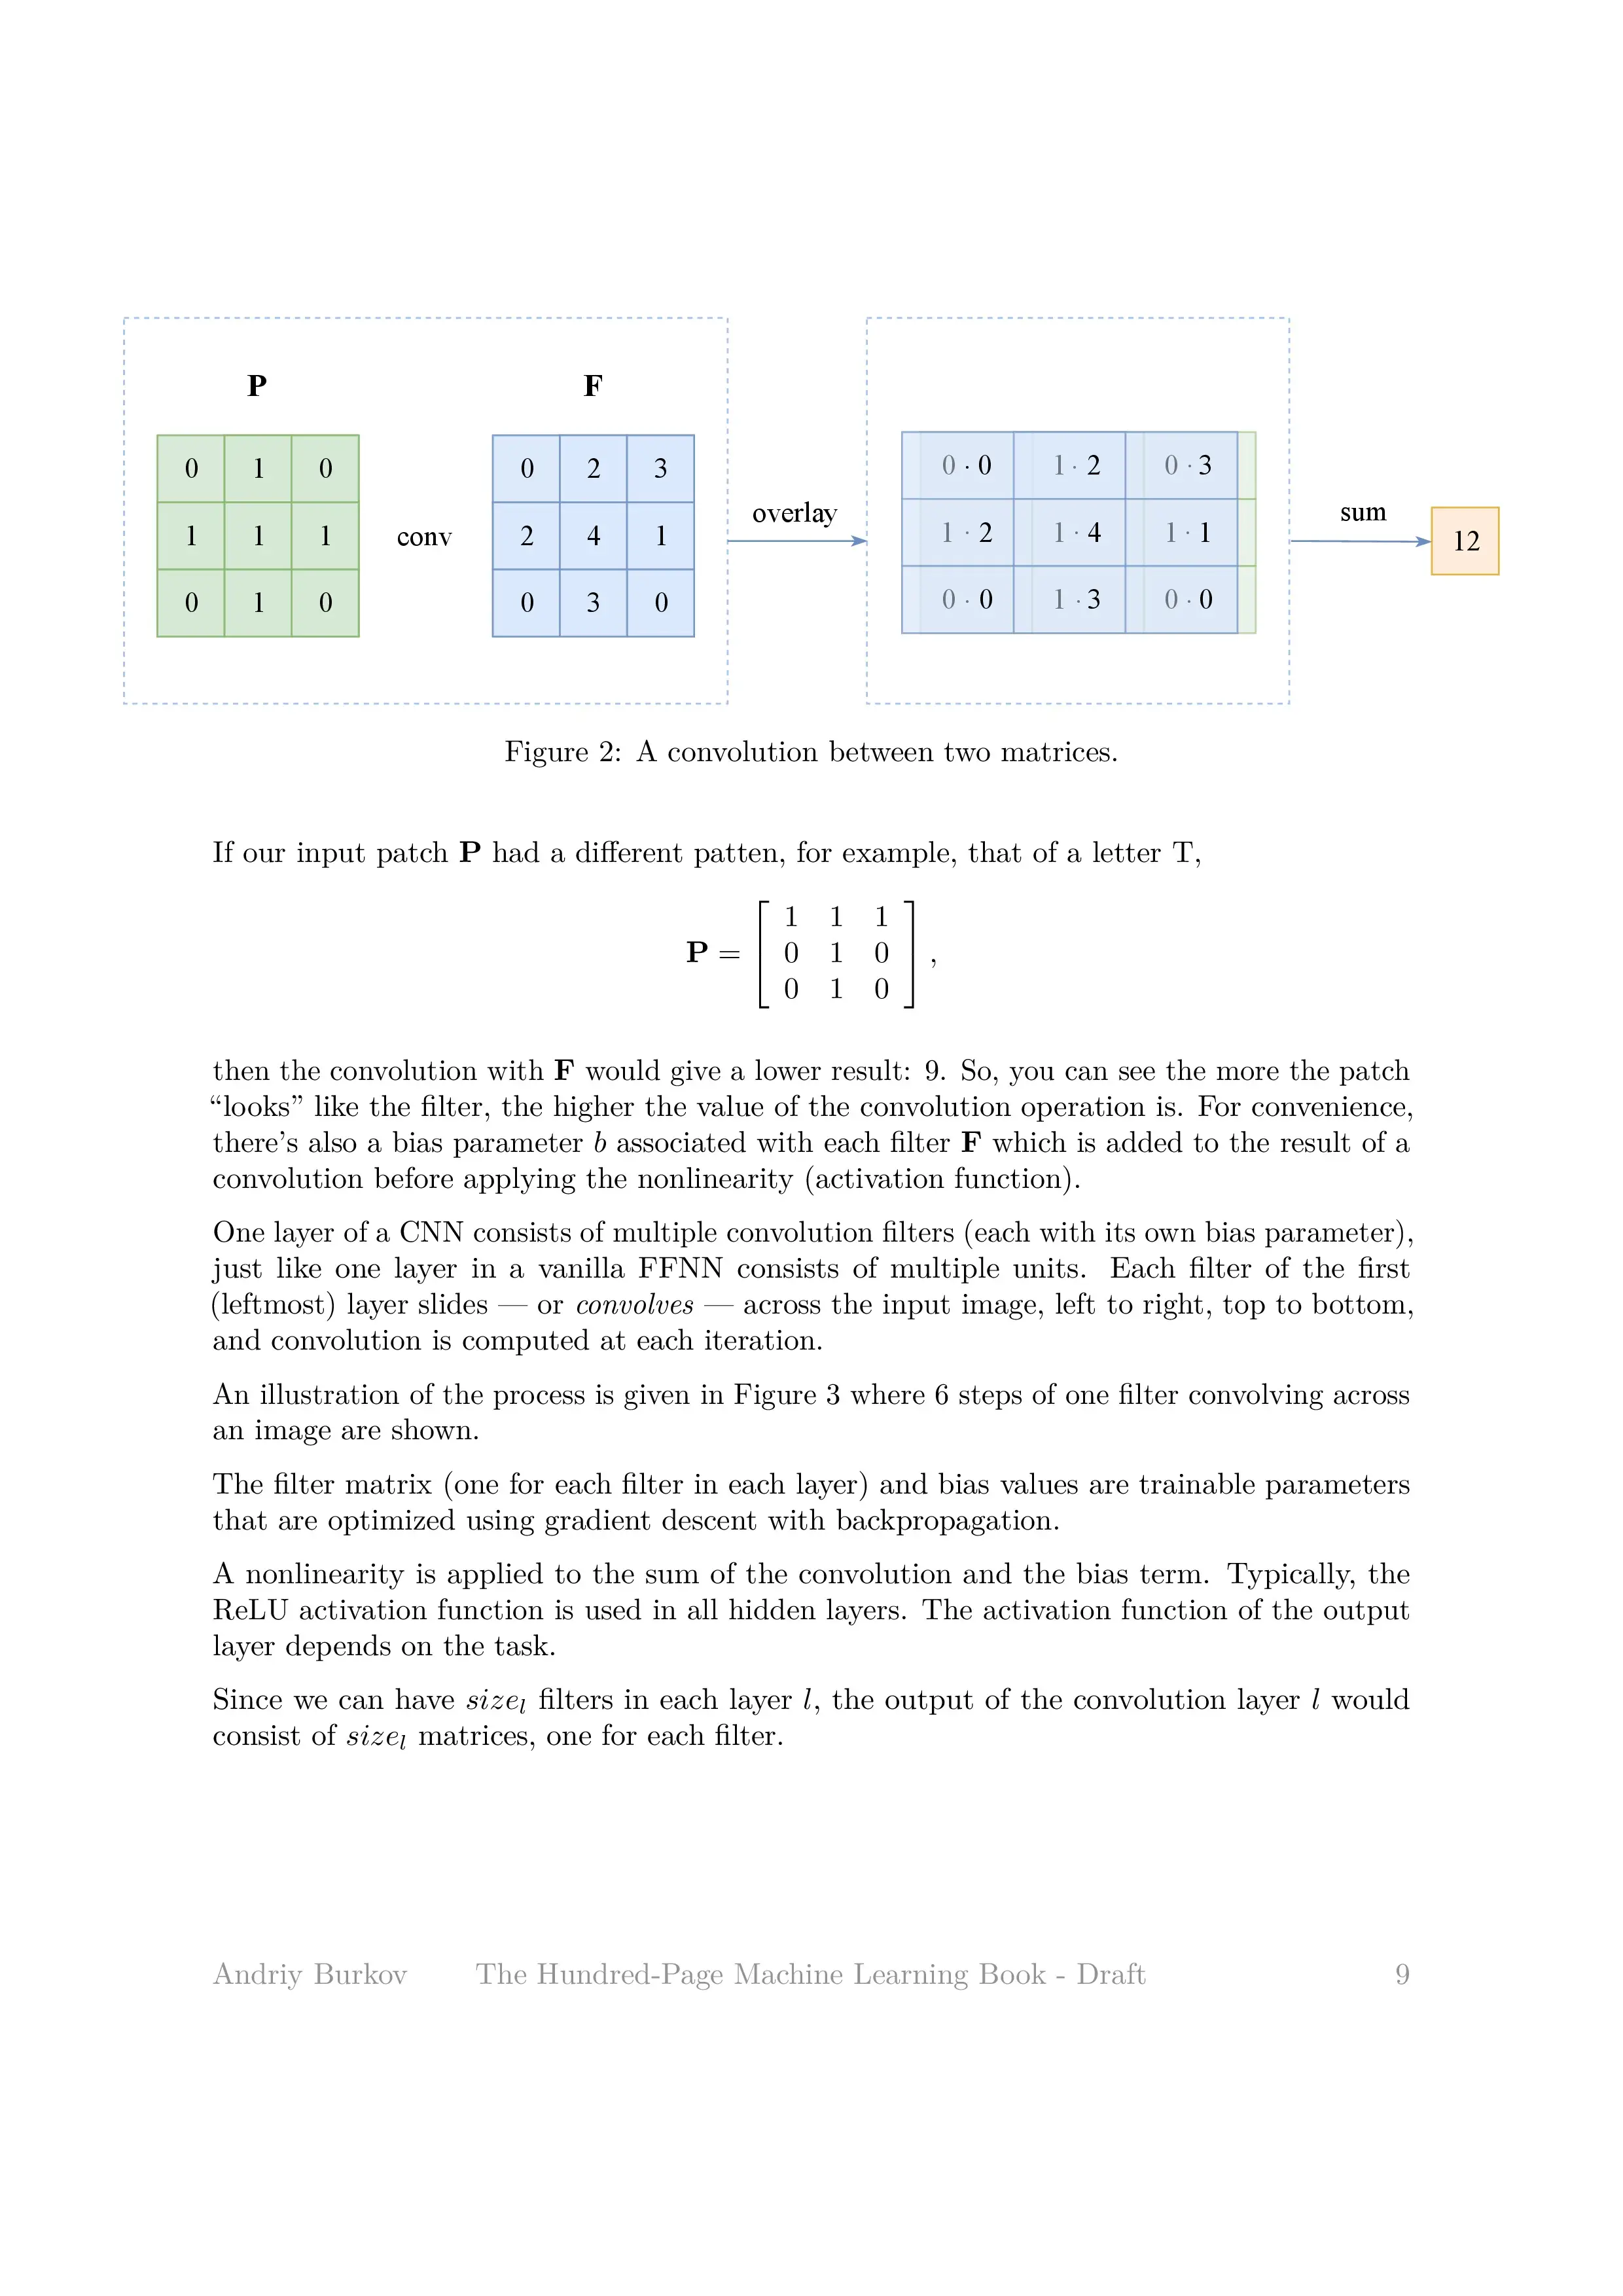 P F
0 1 0 0 2 3 0 · 0 1 · 2 0 · 3
overlay sum
1 1 1 conv 2 4 1 1 · 2 1 · 4 1 · 1 12
0 1 0 0 3 0 0 · 0 1 · 3 0 · 0
Figure 2: A convolution between two matrices.
If our input patch P had a different patten, for example, that of a letter T,
1 1 1
P = 0 1 0 ,
0 1 0
then the convolution with F would give a lower result: 9. So, you can see the more the patch
“looks” like the filter, the higher the value of the convolution operation is. For convenience,
there’s also a bias parameter b associated with each filter F which is added to the result of a
convolution before applying the nonlinearity (activation function).
One layer of a CNN consists of multiple convolution filters (each with its own bias parameter),
just like one layer in a vanilla FFNN consists of multiple units. Each filter of the first
(leftmost) layer slides — or convolves — across the input image, left to right, top to bottom,
and convolution is computed at each iteration.
An illustration of the process is given in Figure 3 where 6 steps of one filter convolving across
an image are shown.
The filter matrix (one for each filter in each layer) and bias values are trainable parameters
that are optimized using gradient descent with backpropagation.
A nonlinearity is applied to the sum of the convolution and the bias term. Typically, the
ReLU activation function is used in all hidden layers. The activation function of the output
layer depends on the task.
Since we can have size_l filters in each layer l, the output of the convolution layer l would
consist of size_l matrices, one for each filter.
Andriy Burkov The Hundred-Page Machine Learning Book - Draft 9